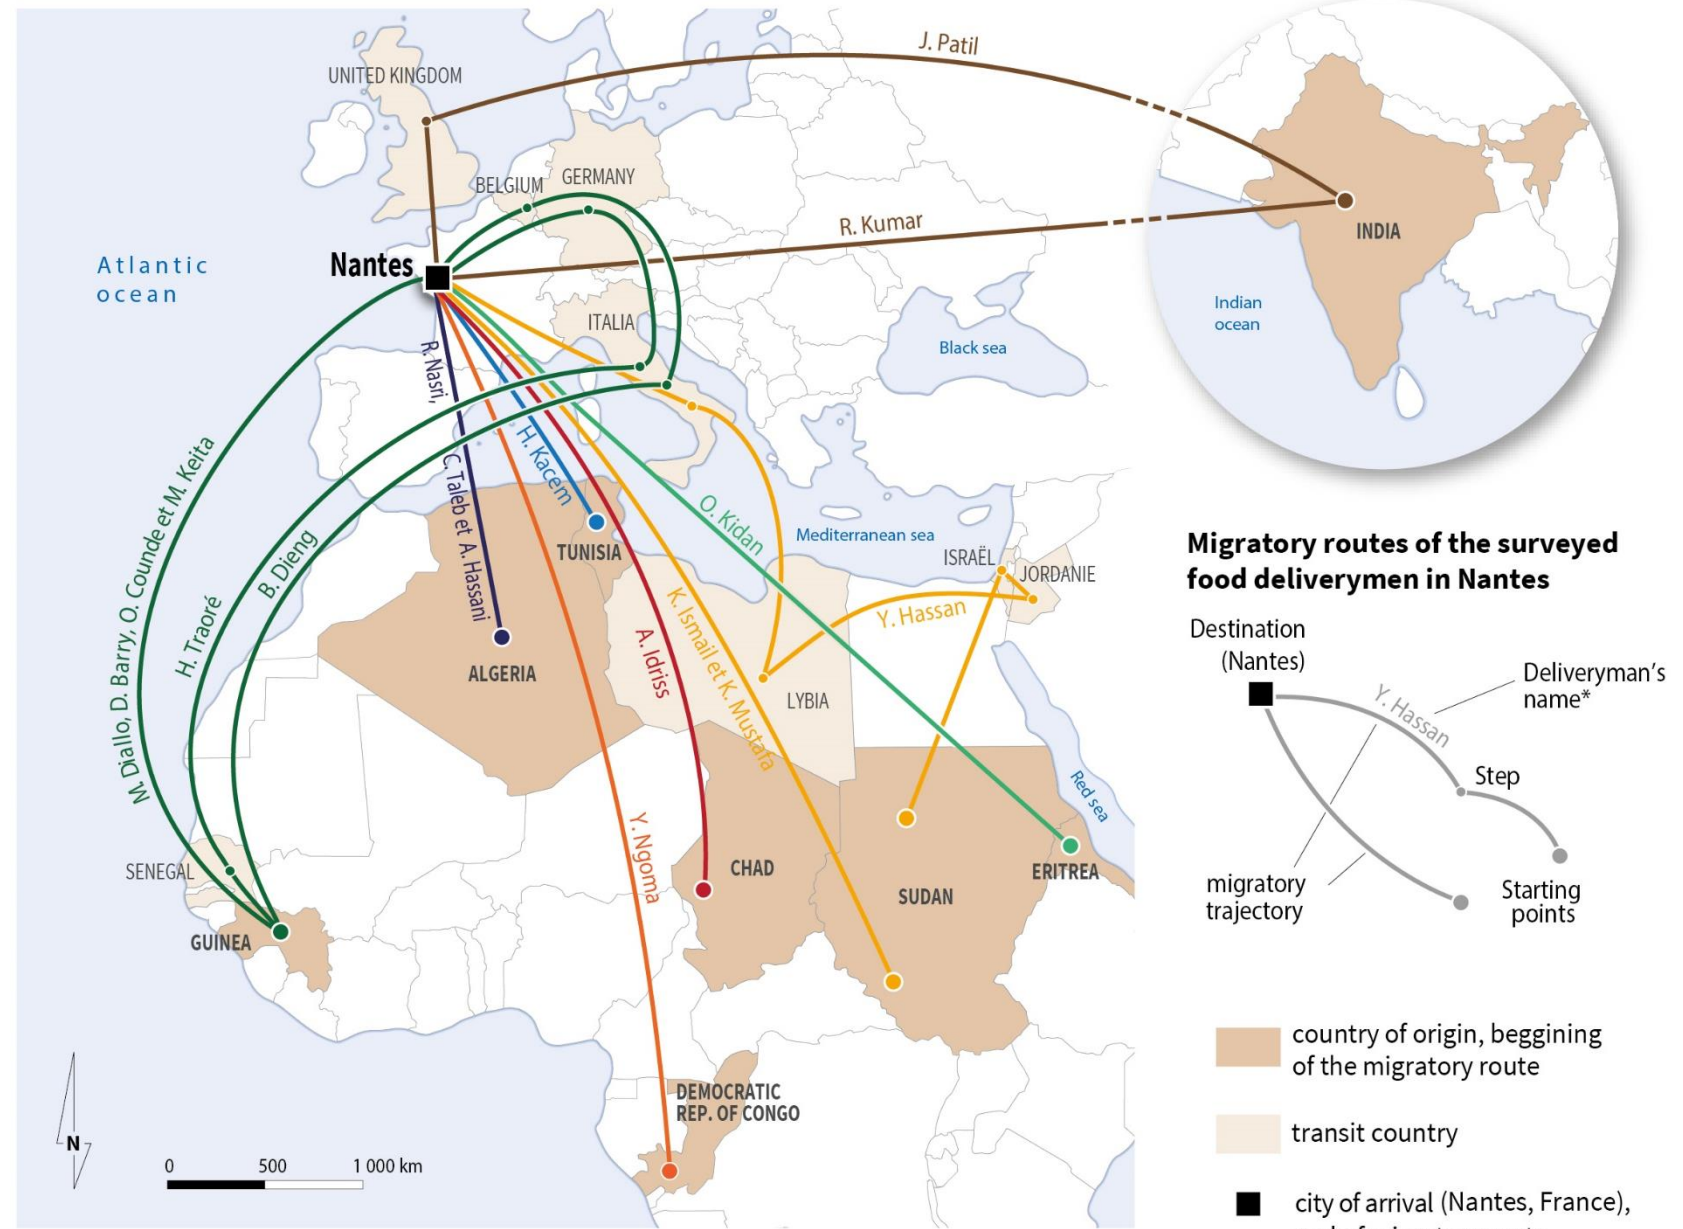 J. Patil
UNITED KINGDOM
BELGIUM
GERMANY
R. Kumar
INDIA
Nantes
Atlantic
ocean
Indian
ocean
ITALIA
Black sea
R. Nasri,
C. Taleb et A. Hassani
H. Kacem
M. Diallo, D. Barry, O. Counde et M. Keita
H. Traoré
B. Dieng
O. Kidan
Mediterranean sea
TUNISIA
ISRAËL
JORDANIE
Y. Hassan
K. Ismail et K. Mustafa
A. Idriss
ALGERIA
LYBIA
Red sea
Y. Ngoma
SENEGAL
CHAD
SUDAN
ERITREA
GUINEA
DEMOCRATIC
REP. OF CONGO
N
0 500 1 000 km
Migratory routes of the surveyed
food deliverymen in Nantes
Destination
(Nantes)
Y. Hassan
Deliveryman's
name*
Step
migratory
trajectory
Starting
points
country of origin, beggining
of the migratory route
transit country
city of arrival (Nantes, France),